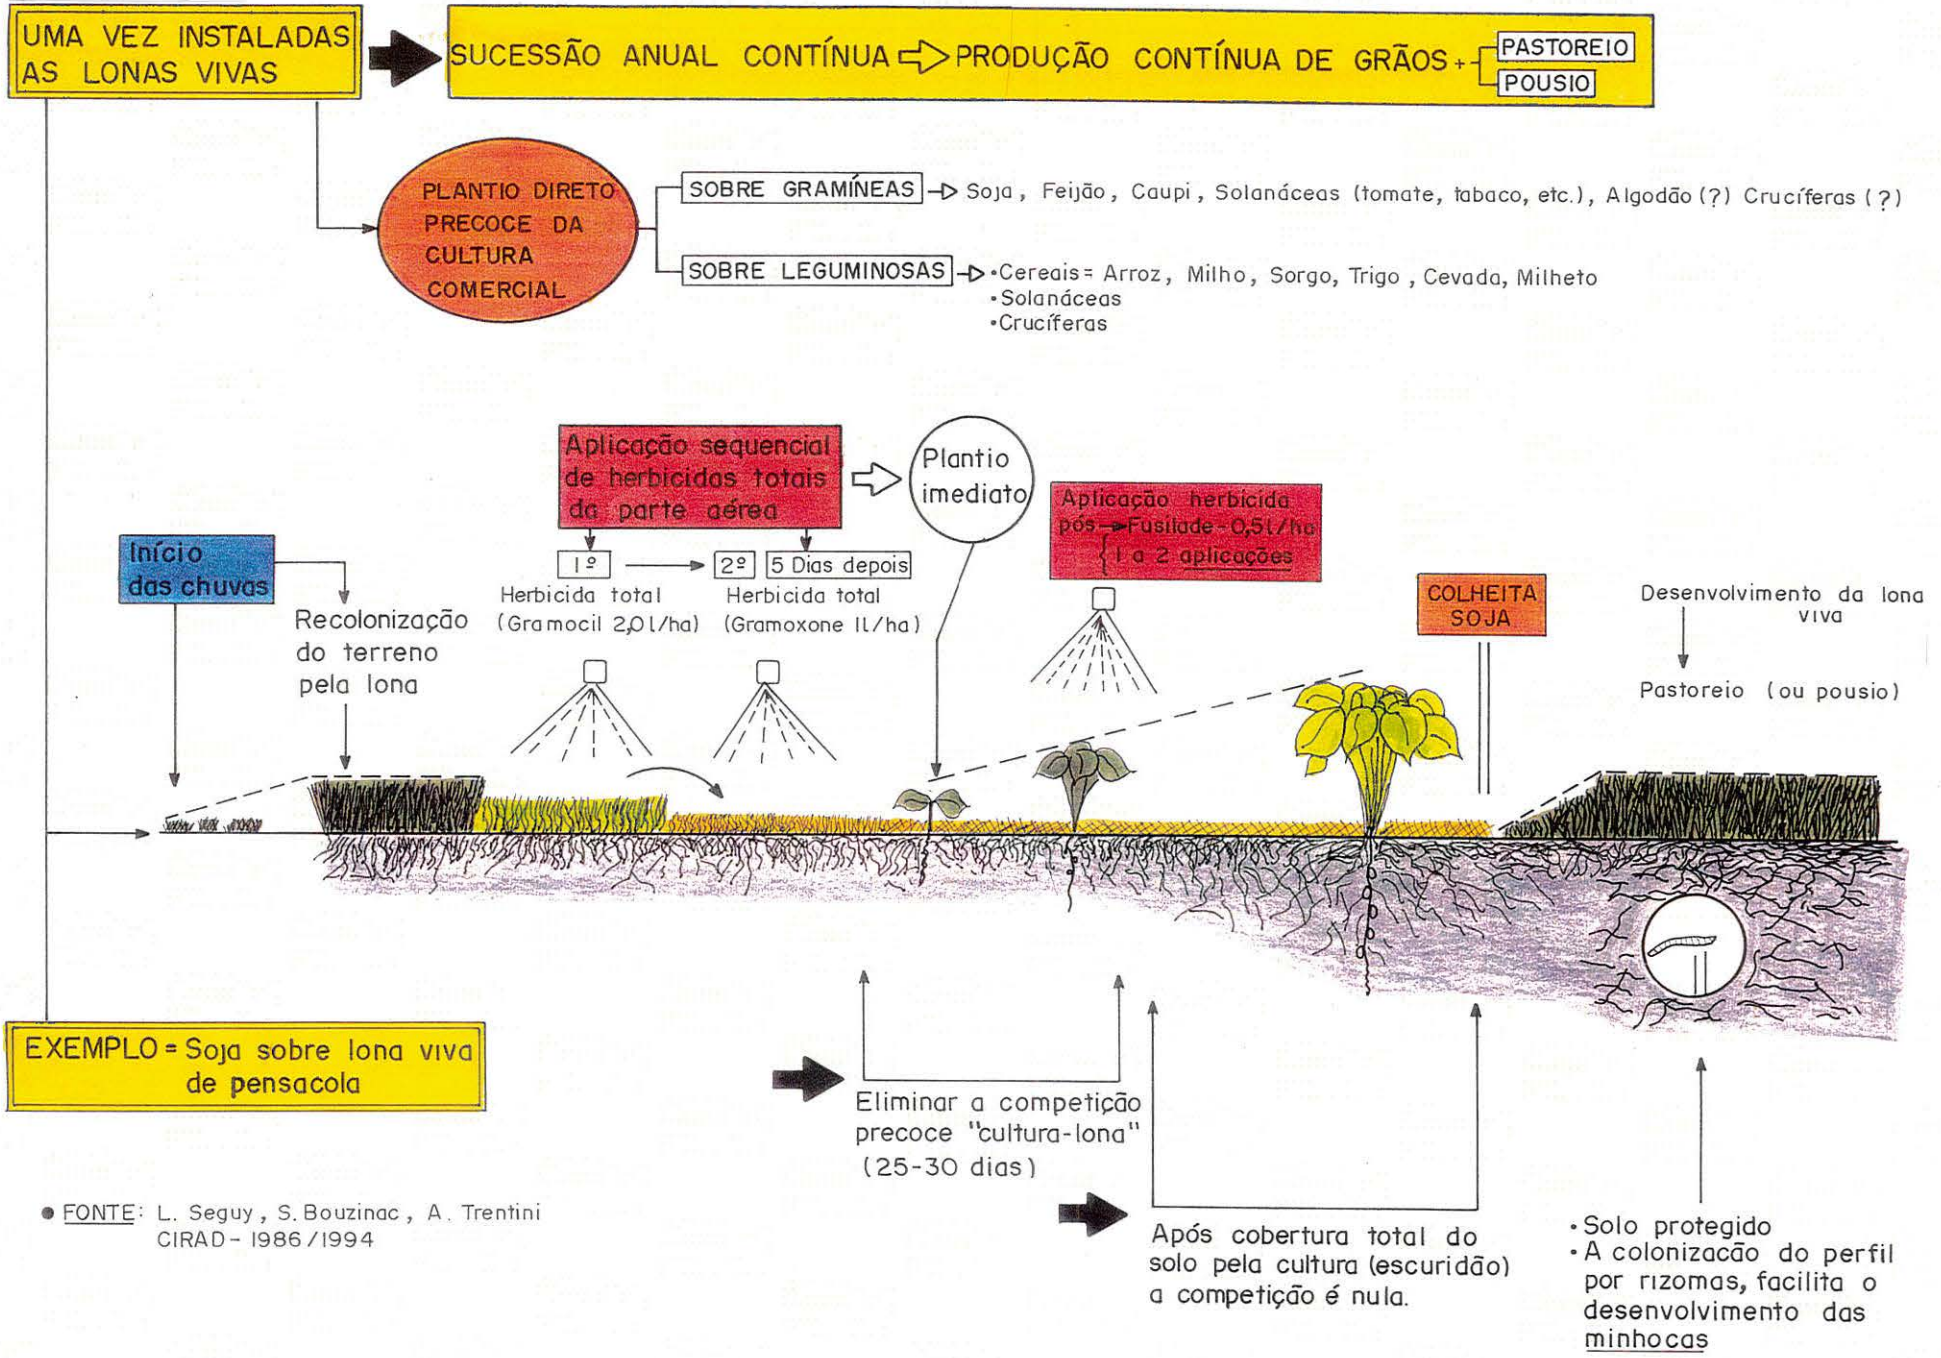 UMA VEZ INSTALADAS
AS LONAS VIVAS
SUCESSÃO ANUAL CONTÍNUA ⇨ PRODUÇÃO CONTÍNUA DE GRÃOS +
PASTOREIO
POUSIO
PLANTIO DIRETO
PRECOCE DA
CULTURA
COMERCIAL
SOBRE GRAMÍNEAS
Soja, Feijão, Caupi, Solanáceas (tomate, tabaco, etc.), Algodão (?) Crucíferas (?)
SOBRE LEGUMINOSAS
•Cereais = Arroz, Milho, Sorgo, Trigo, Cevada, Milheto
•Solanáceas
•Crucíferas
Aplicação sequencial
de herbicidas totais
da parte aérea
Plantio
imediato
Aplicação herbicida
pós → Fusilade - 0,5 l/ha
{ 1 a 2 aplicações
Início
das chuvas
1º
2º
5 Dias depois
Herbicida total
(Gramocil 2,0 l/ha)
Herbicida total
(Gramoxone 1l/ha)
Recolonização
do terreno
pela lona
COLHEITA
SOJA
Desenvolvimento da lona
viva
Pastoreio (ou pousio)
EXEMPLO = Soja sobre lona viva
de pensacola
Eliminar a competição
precoce "cultura-lona"
(25-30 dias)
Após cobertura total do
solo pela cultura (escuridão)
a competição é nula.
• Solo protegido
• A colonizacão do perfil
por rizomas, facilita o
desenvolvimento das
minhocas
• FONTE: L. Seguy, S. Bouzinac, A. Trentini
CIRAD - 1986/1994